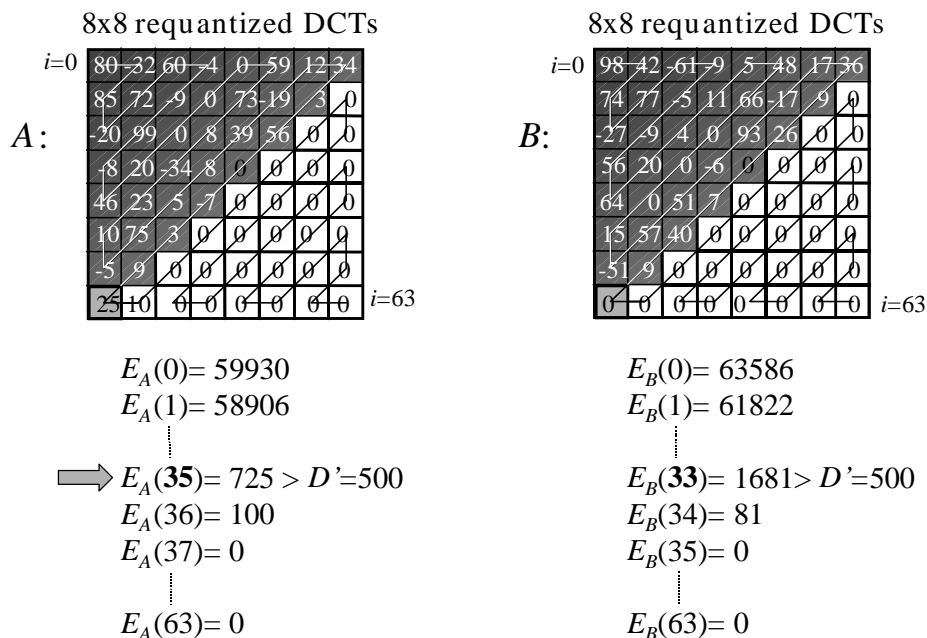 8x8 requantized DCTs
i=0
80 -32 60 -4 0 59 12 34
85 72 -9 0 73 -19 3 0
A:
-20 99 0 8 39 56 0 0
-8 20 -34 8 0 0 0 0
46 23 5 -7 0 0 0 0
10 75 3 0 0 0 0 0
-5 9 0 0 0 0 0 0
25 10 0 0 0 0 0 0
i=63
E_A(0)= 59930
E_A(1)= 58906
E_A(35)= 725 > D’=500
E_A(36)= 100
E_A(37)= 0
E_A(63)= 0
8x8 requantized DCTs
i=0
98 42 -61 -9 5 48 17 36
74 77 -5 11 66 -17 9 0
B:
-27 -9 4 0 93 26 0 0
56 20 0 -6 0 0 0 0
64 0 51 7 0 0 0 0
15 57 40 0 0 0 0 0
-51 9 0 0 0 0 0 0
0 0 0 0 0 0 0 0
i=63
E_B(0)= 63586
E_B(1)= 61822
E_B(33)= 1681> D’=500
E_B(34)= 81
E_B(35)= 0
E_B(63)= 0